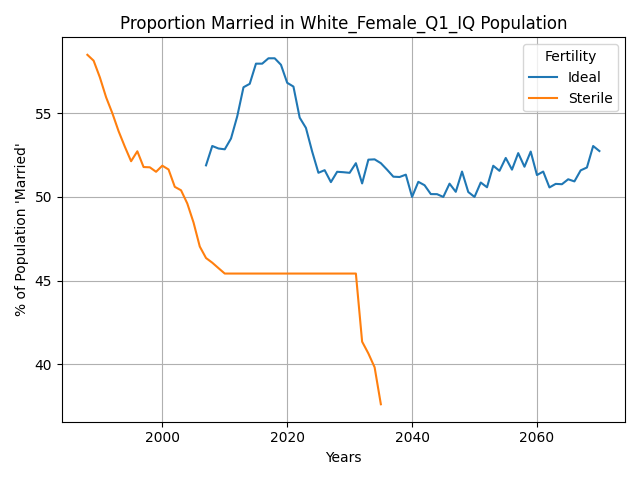 Proportion Married in White_Female_Q1_IQ Population
% of Population 'Married'
55
50
45
40
Fertility
Ideal
Sterile
2000 2020 2040 2060
Years